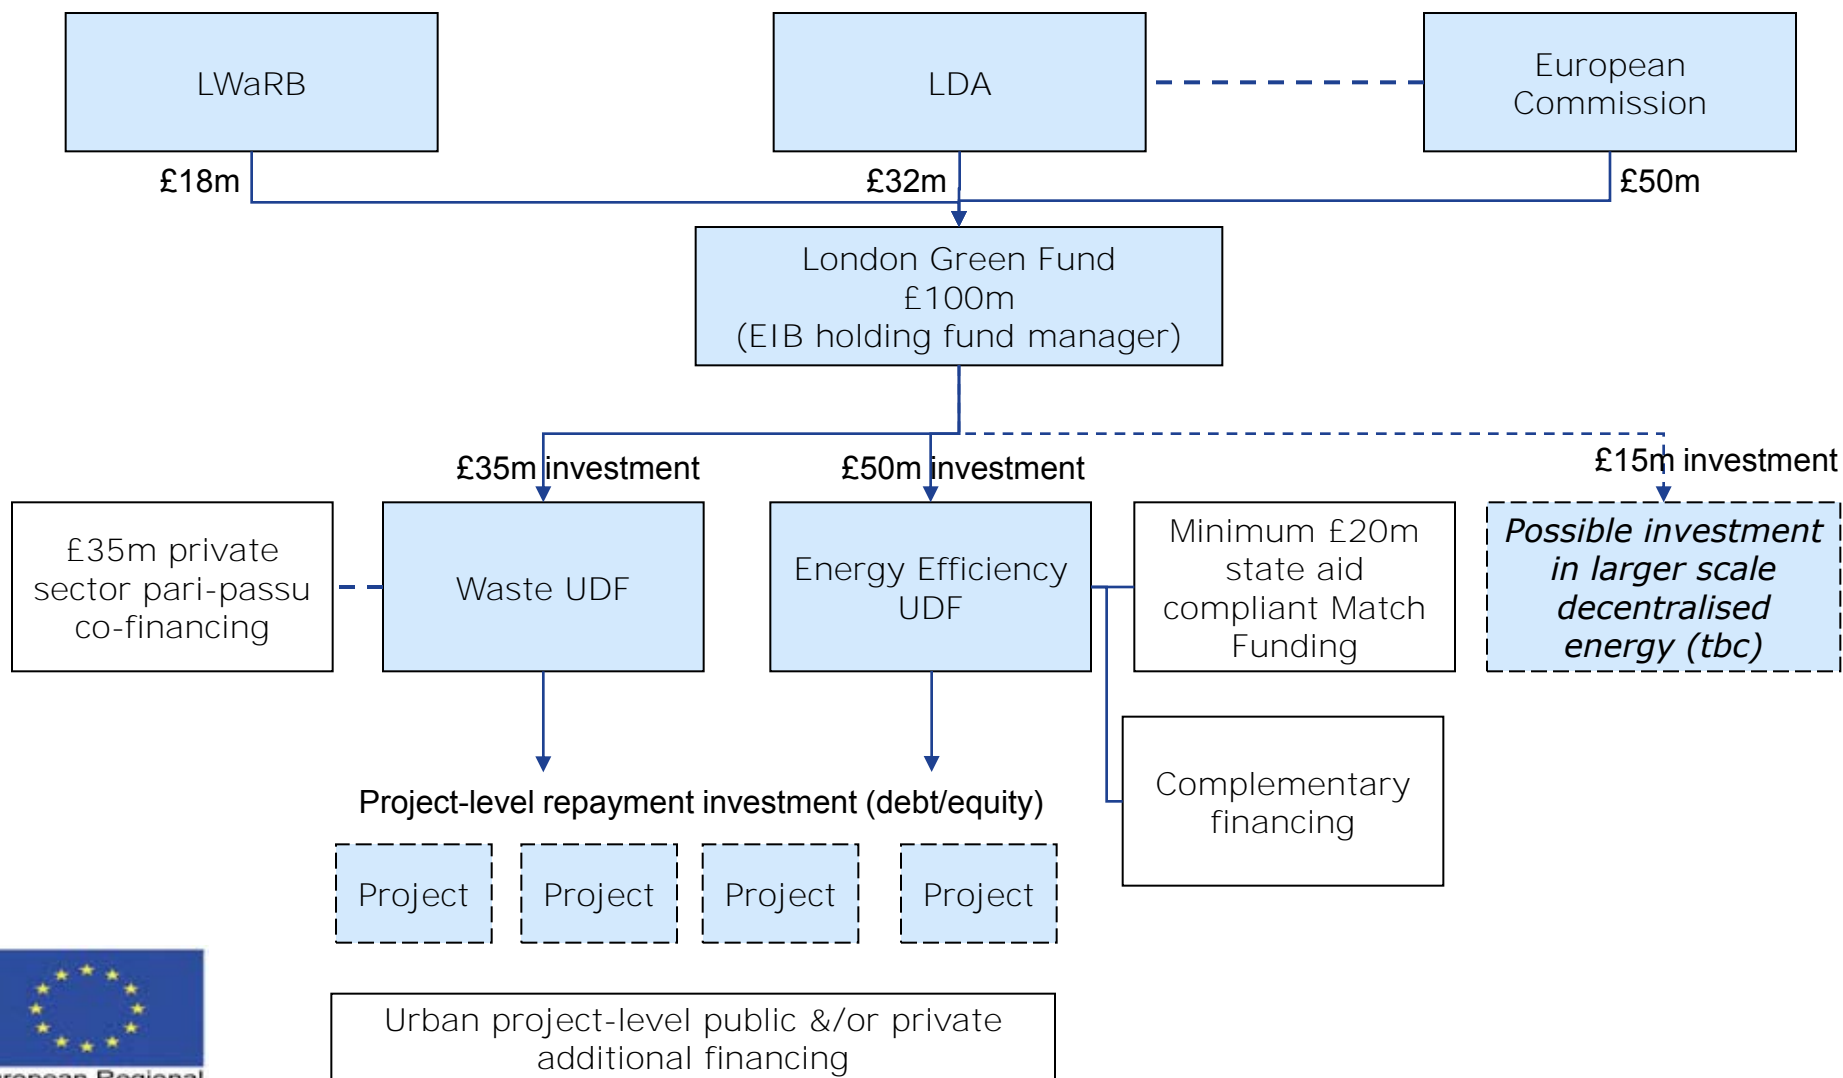 LWaRB
LDA
European
Commission
£18m
£32m
£50m
London Green Fund
£100m
(EIB holding fund manager)
£35m investment
£50m investment
£15m investment
£35m private
sector pari-passu
co-financing
Waste UDF
Energy Efficiency
UDF
Minimum £20m
state aid
compliant Match
Funding
Possible investment
in larger scale
decentralised
energy (tbc)
Complementary
financing
Project-level repayment investment (debt/equity)
Project
Project
Project
Project
Urban project-level public &/or private
additional financing